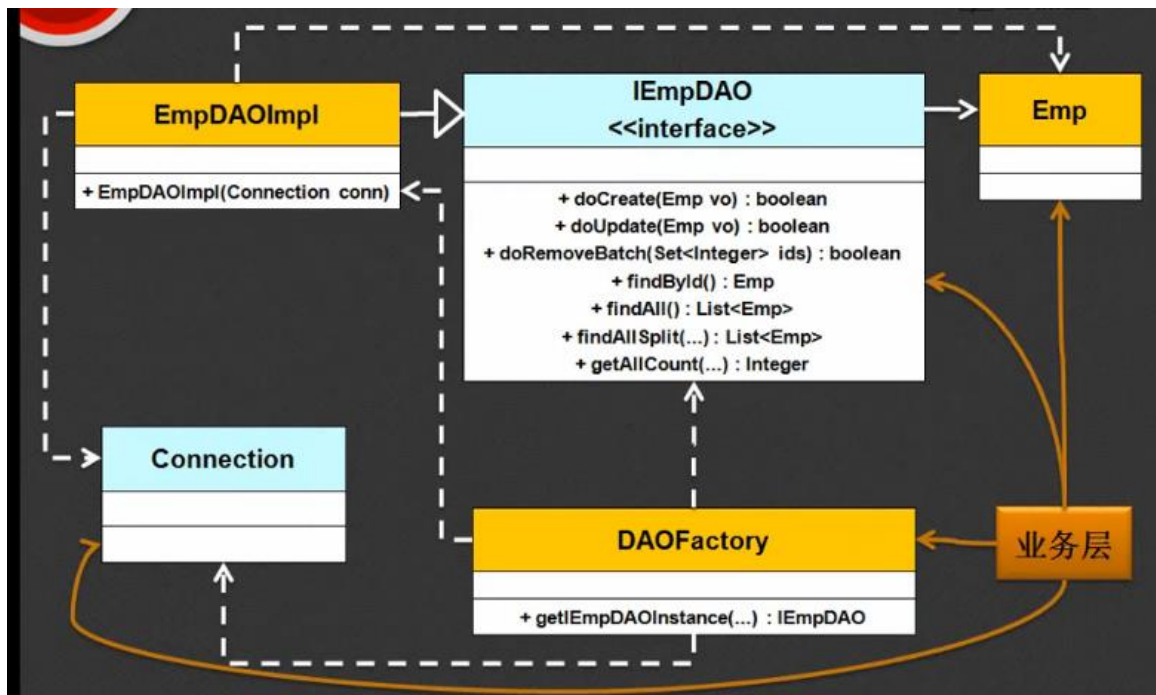 EmpDAOImpl
+ EmpDAOImpl(Connection conn)
IEmpDAO
<<interface>>
+ doCreate(Emp vo) : boolean
+ doUpdate(Emp vo) : boolean
+ doRemoveBatch(Set<Integer> ids) : boolean
+ findById() : Emp
+ findAll() : List<Emp>
+ findAllSplit(...) : List<Emp>
+ getAllCount(...) : Integer
Emp
Connection
DAOFactory
+ getIEmpDAOInstance(...) : IEmpDAO
业务层